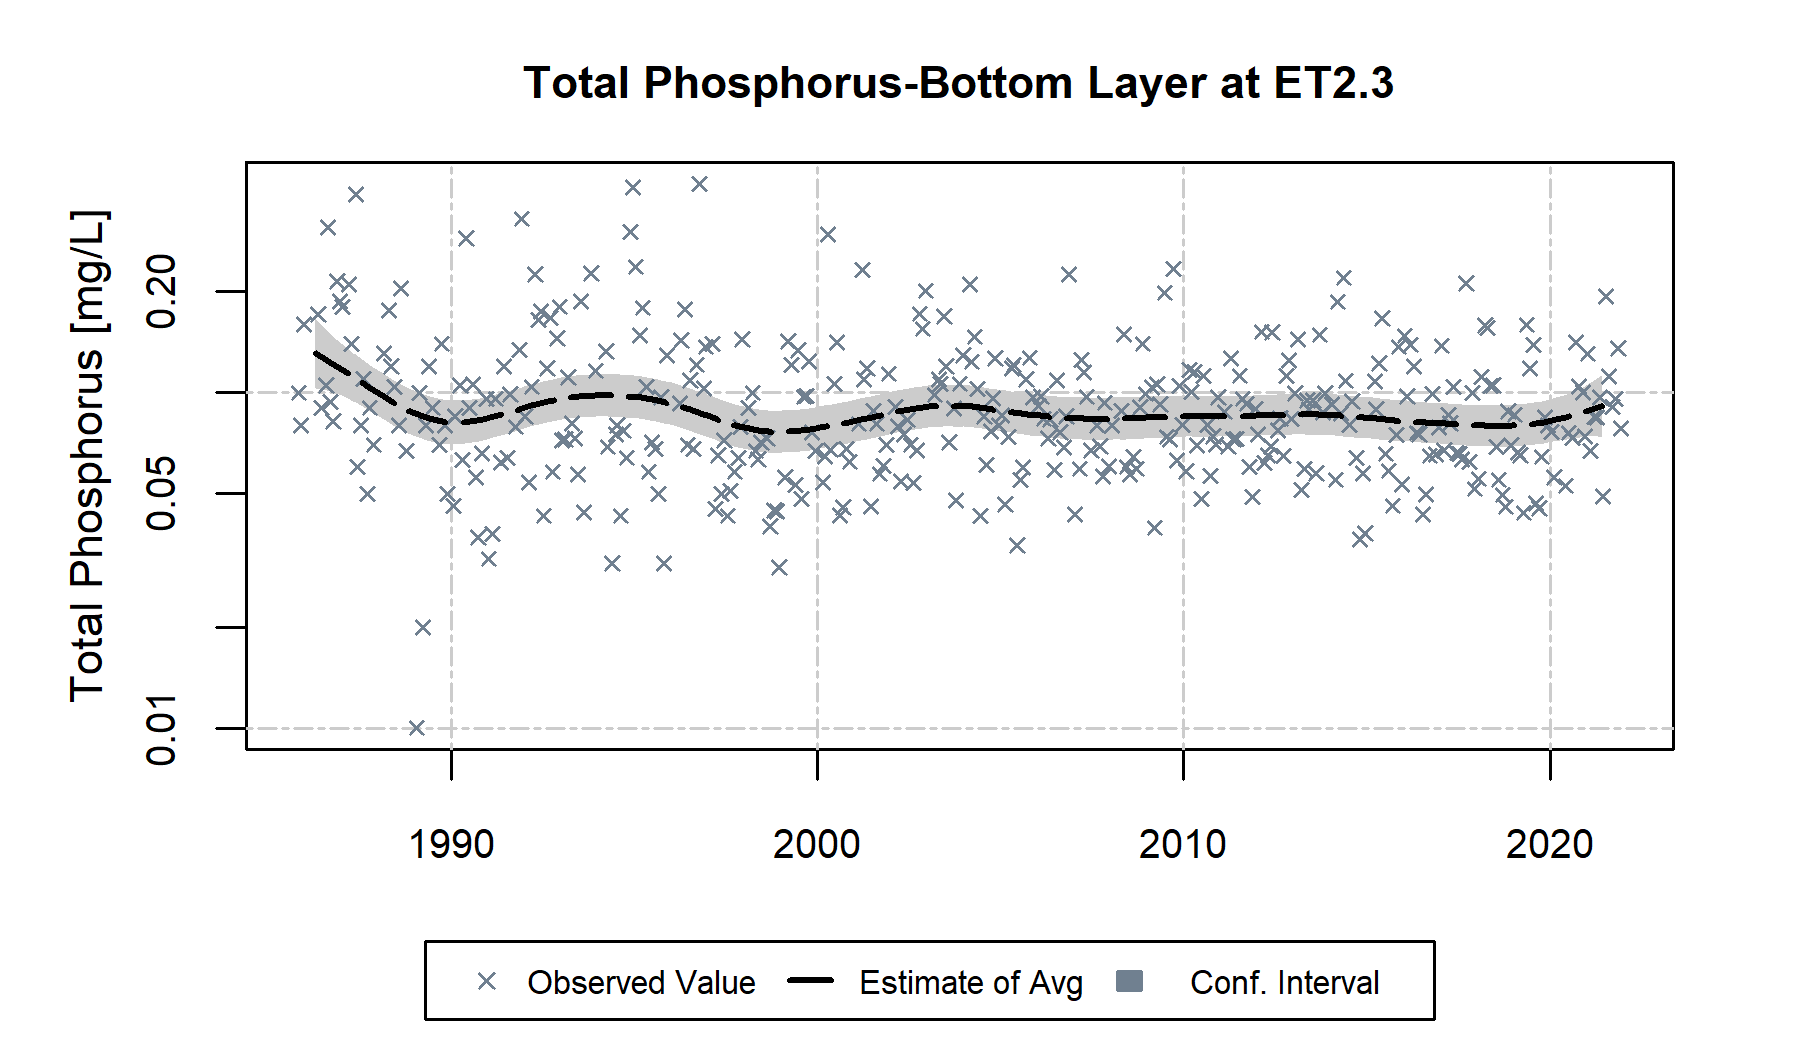 Total Phosphorus-Bottom Layer at ET2.3
Total Phosphorus [mg/L]
0.20
0.05
0.01
1990 2000 2010 2020
Observed Value Estimate of Avg Conf. Interval